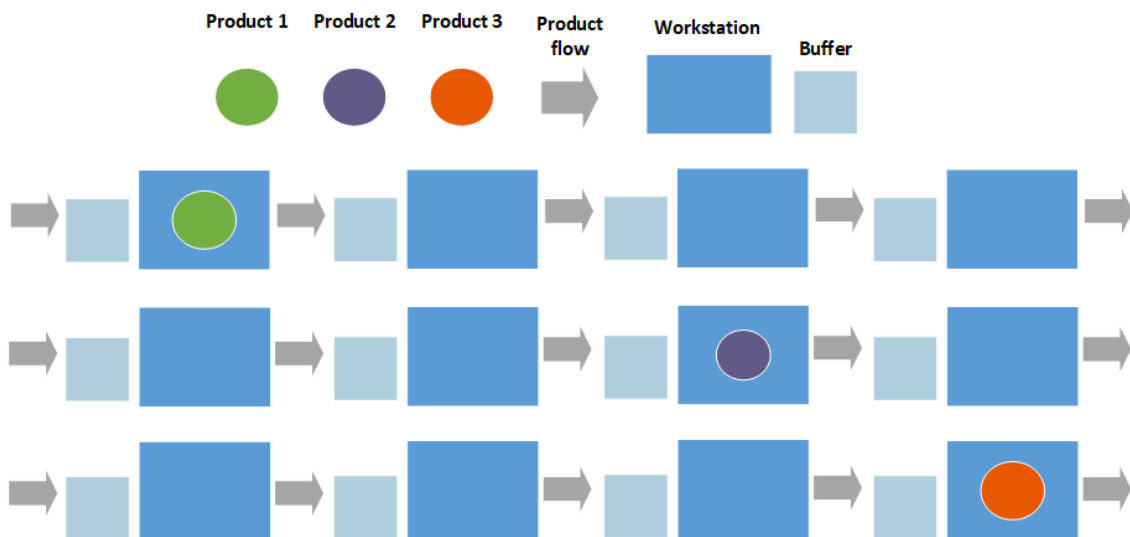 Product 1
Product 2
Product 3
Product
flow
Workstation
Buffer